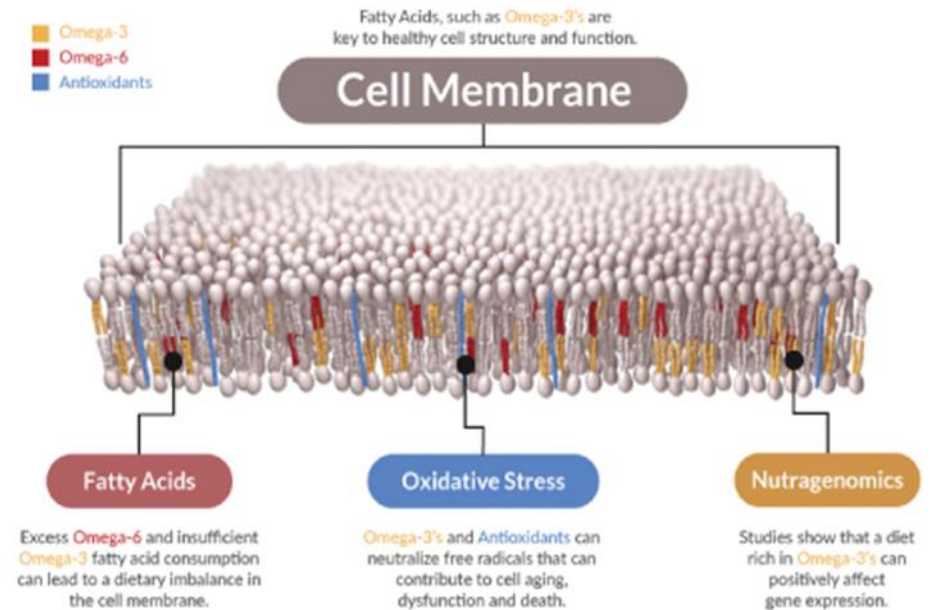 Fatty Acids, such as Omega-3's are
key to healthy cell structure and function.
Omega-3
Omega-6
Antioxidants
Cell Membrane
Fatty Acids
Excess Omega-6 and insufficient
Omega-3 fatty acid consumption
can lead to a dietary imbalance in
the cell membrane.
Oxidative Stress
Omega-3's and Antioxidants can
neutralize free radicals that can
contribute to cell aging,
dysfunction and death.
Nutragenomics
Studies show that a diet
rich in Omega-3's can
positively affect
gene expression.